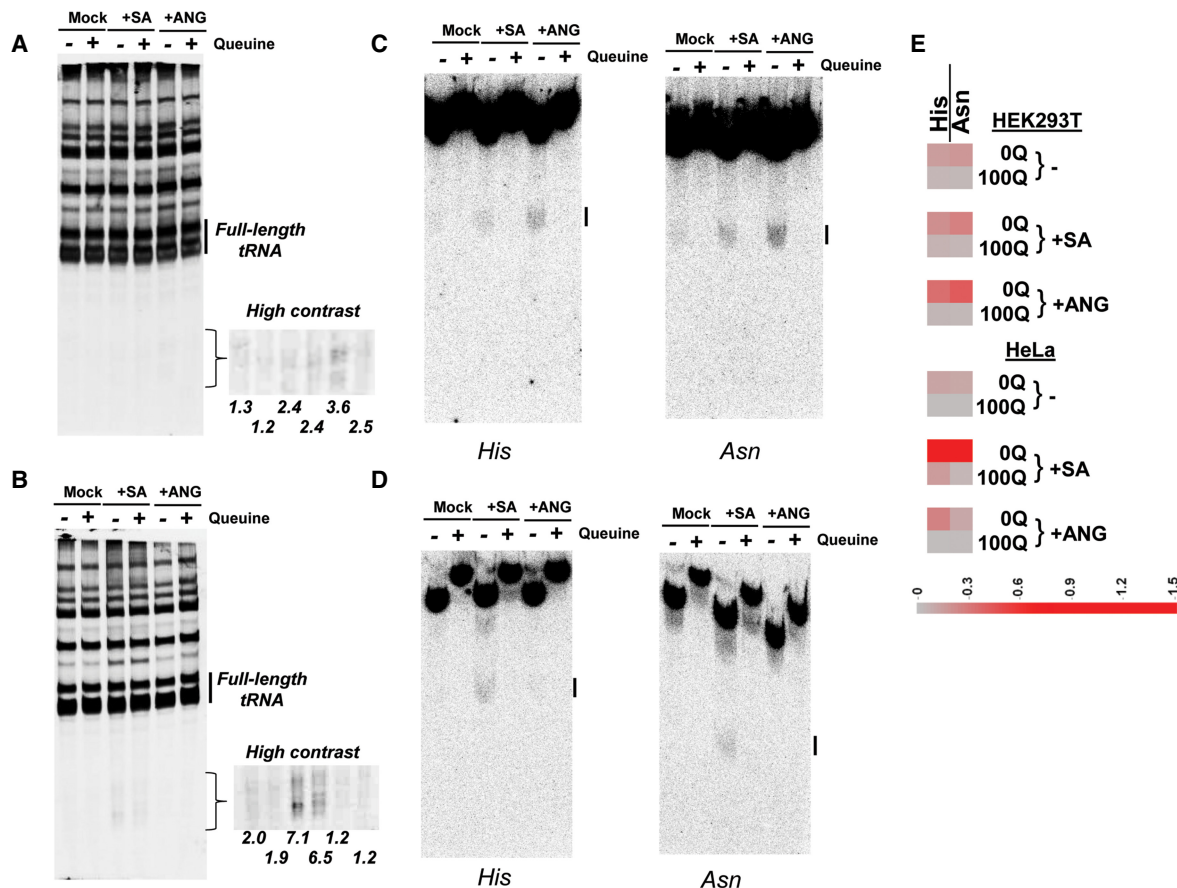 A
Mock +SA +ANG
- + - + - + Queuine
Full-length
tRNA
High contrast
1.3 2.4 3.6
1.2 2.4 2.5
B
Mock +SA +ANG
- + - + - + Queuine
Full-length
tRNA
High contrast
2.0 7.1 1.2
1.9 6.5 1.2
C
Mock +SA +ANG
- + - + - + Queuine
His
Mock +SA +ANG
- + - + - + Queuine
Asn
D
Mock +SA +ANG
- + - + - + Queuine
His
Mock +SA +ANG
- + - + - + Queuine
Asn
E
His
Asn
HEK293T
0Q
100Q } -
0Q
100Q } +SA
0Q
100Q } +ANG
HeLa
0Q
100Q } -
0Q
100Q } +SA
0Q
100Q } +ANG
0 0.3 0.6 0.9 1.2 1.5